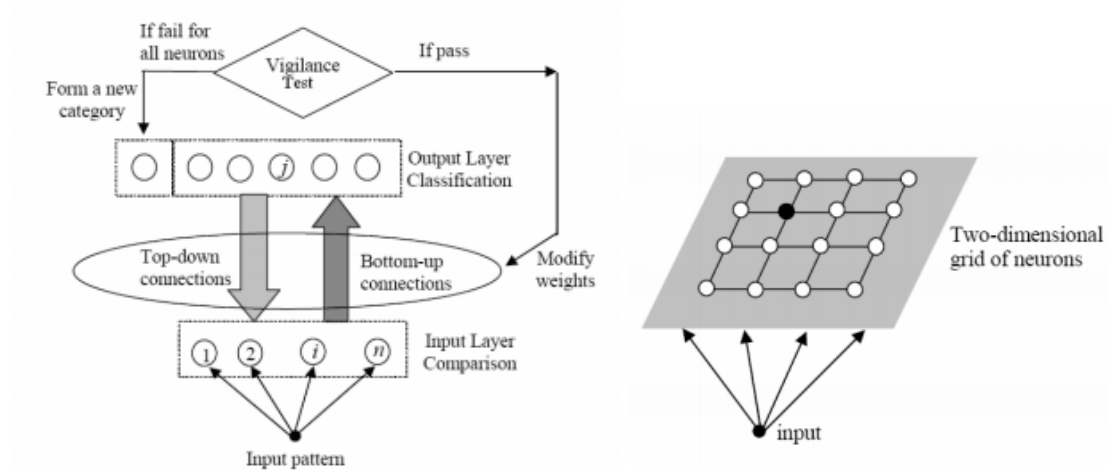 If fail for
all neurons
Vigilance
Test
If pass
Form a new
category
j
Output Layer
Classification
Top-down
connections
Bottom-up
connections
Modify
weights
1 2 i n
Input Layer
Comparison
Input pattern
Two-dimensional
grid of neurons
input